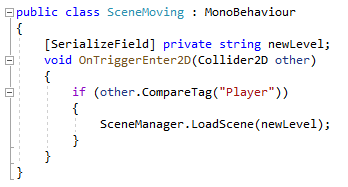 public class SceneMoving : MonoBehaviour
{
    [SerializeField] private string newLevel;
    void OnTriggerEnter2D(Collider2D other)
    {
        if (other.CompareTag("Player"))
        {
            SceneManager.LoadScene(newLevel);
        }
    }
}